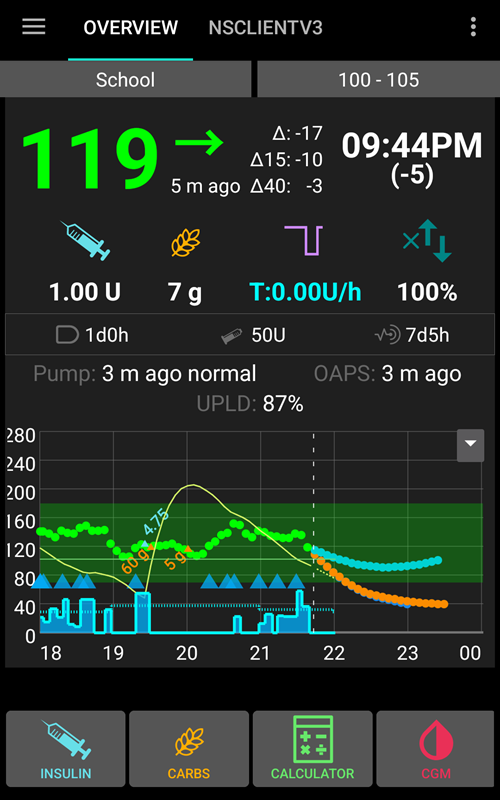 OVERVIEW NSCLIENTV3
School 100 - 105
119 → Δ: -17
Δ15: -10
Δ40: -3
5 m ago
09:44PM
(-5)
1.00 U 7 g T:0.00U/h 100%
1d0h 50U 7d5h
Pump: 3 m ago normal OAPS: 3 m ago
UPLD: 87%
280
240
200
160
120
80
40
0
4.75
60 g
5 g
18 19 20 21 22 23 00
INSULIN CARBS CALCULATOR CGM